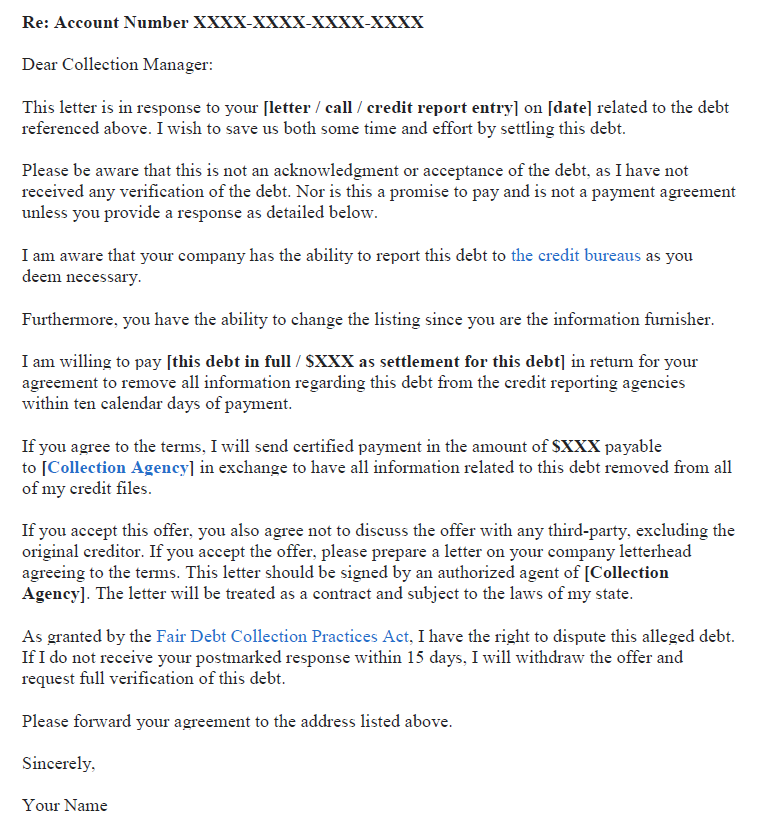 Re: Account Number XXXX-XXXX-XXXX-XXXX
Dear Collection Manager:
This letter is in response to your [letter / call / credit report entry] on [date] related to the debt
referenced above. I wish to save us both some time and effort by settling this debt.
Please be aware that this is not an acknowledgment or acceptance of the debt, as I have not
received any verification of the debt. Nor is this a promise to pay and is not a payment agreement
unless you provide a response as detailed below.
I am aware that your company has the ability to report this debt to the credit bureaus as you
deem necessary.
Furthermore, you have the ability to change the listing since you are the information furnisher.
I am willing to pay [this debt in full / $XXX as settlement for this debt] in return for your
agreement to remove all information regarding this debt from the credit reporting agencies
within ten calendar days of payment.
If you agree to the terms, I will send certified payment in the amount of $XXX payable
to [Collection Agency] in exchange to have all information related to this debt removed from all
of my credit files.
If you accept this offer, you also agree not to discuss the offer with any third-party, excluding the
original creditor. If you accept the offer, please prepare a letter on your company letterhead
agreeing to the terms. This letter should be signed by an authorized agent of [Collection
Agency]. The letter will be treated as a contract and subject to the laws of my state.
As granted by the Fair Debt Collection Practices Act, I have the right to dispute this alleged debt.
If I do not receive your postmarked response within 15 days, I will withdraw the offer and
request full verification of this debt.
Please forward your agreement to the address listed above.
Sincerely,
Your Name